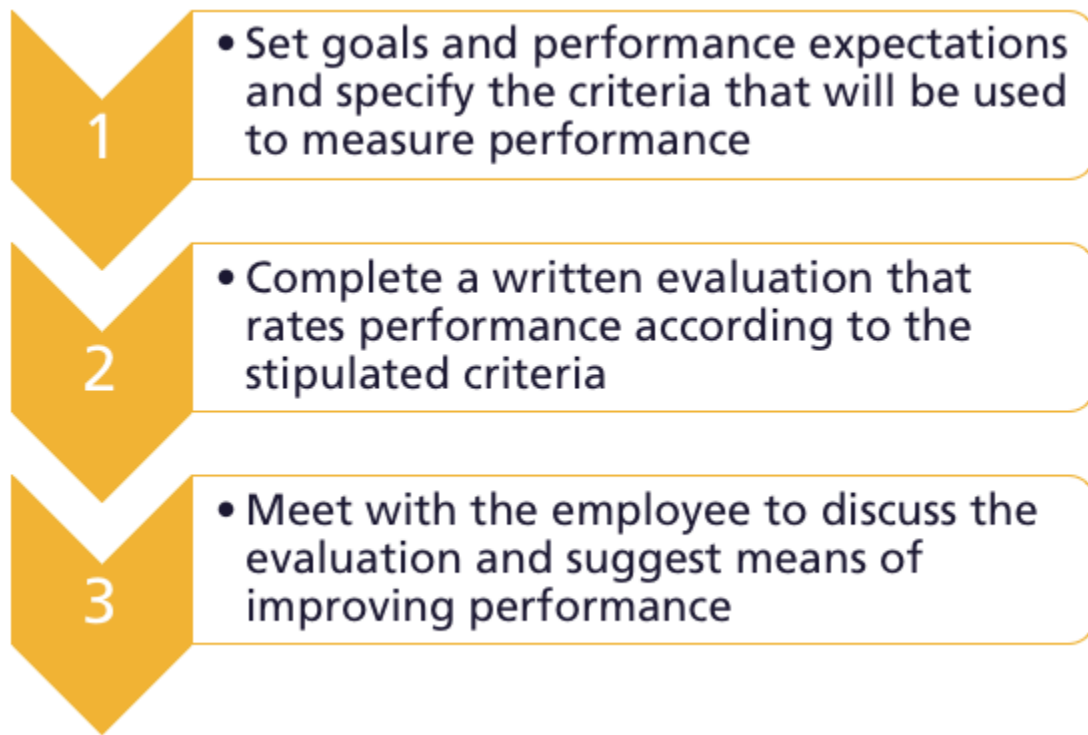 1
• Set goals and performance expectations
and specify the criteria that will be used
to measure performance
2
• Complete a written evaluation that
rates performance according to the
stipulated criteria
3
• Meet with the employee to discuss the
evaluation and suggest means of
improving performance